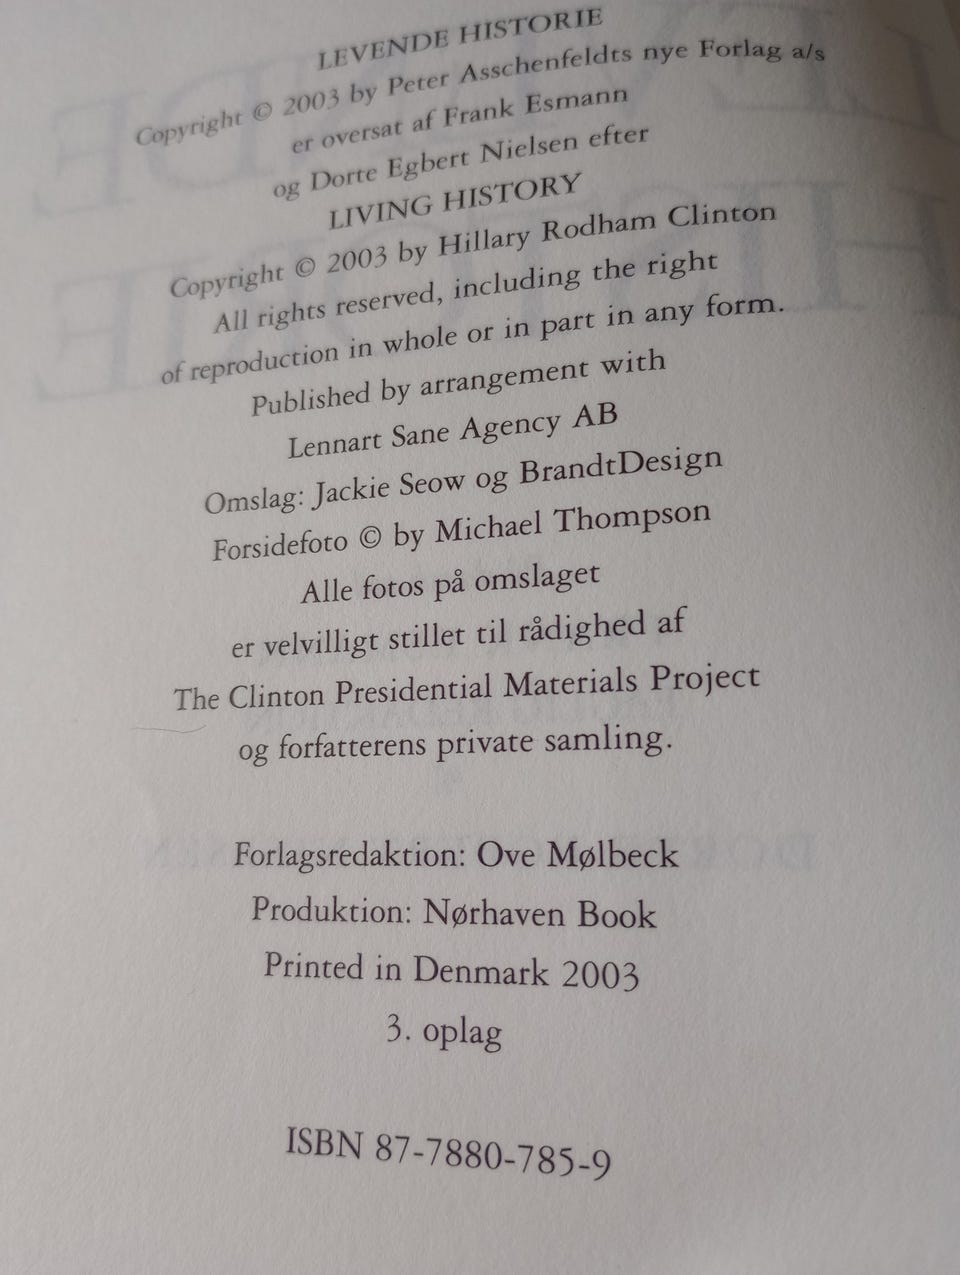 LEVENDE HISTORIE
Copyright © 2003 by Peter Asschenfeldts nye Forlag a/s
er oversat af Frank Esmann
og Dorte Egbert Nielsen efter
LIVING HISTORY
Copyright © 2003 by Hillary Rodham Clinton
All rights reserved, including the right
of reproduction in whole or in part in any form.
Published by arrangement with
Lennart Sane Agency AB
Omslag: Jackie Seow og BrandtDesign
Forsidefoto © by Michael Thompson
Alle fotos på omslaget
er velvilligt stillet til rådighed af
The Clinton Presidential Materials Project
og forfatterens private samling.
Forlagsredaktion: Ove Mølbeck
Produktion: Nørhaven Book
Printed in Denmark 2003
3. oplag
ISBN 87-7880-785-9